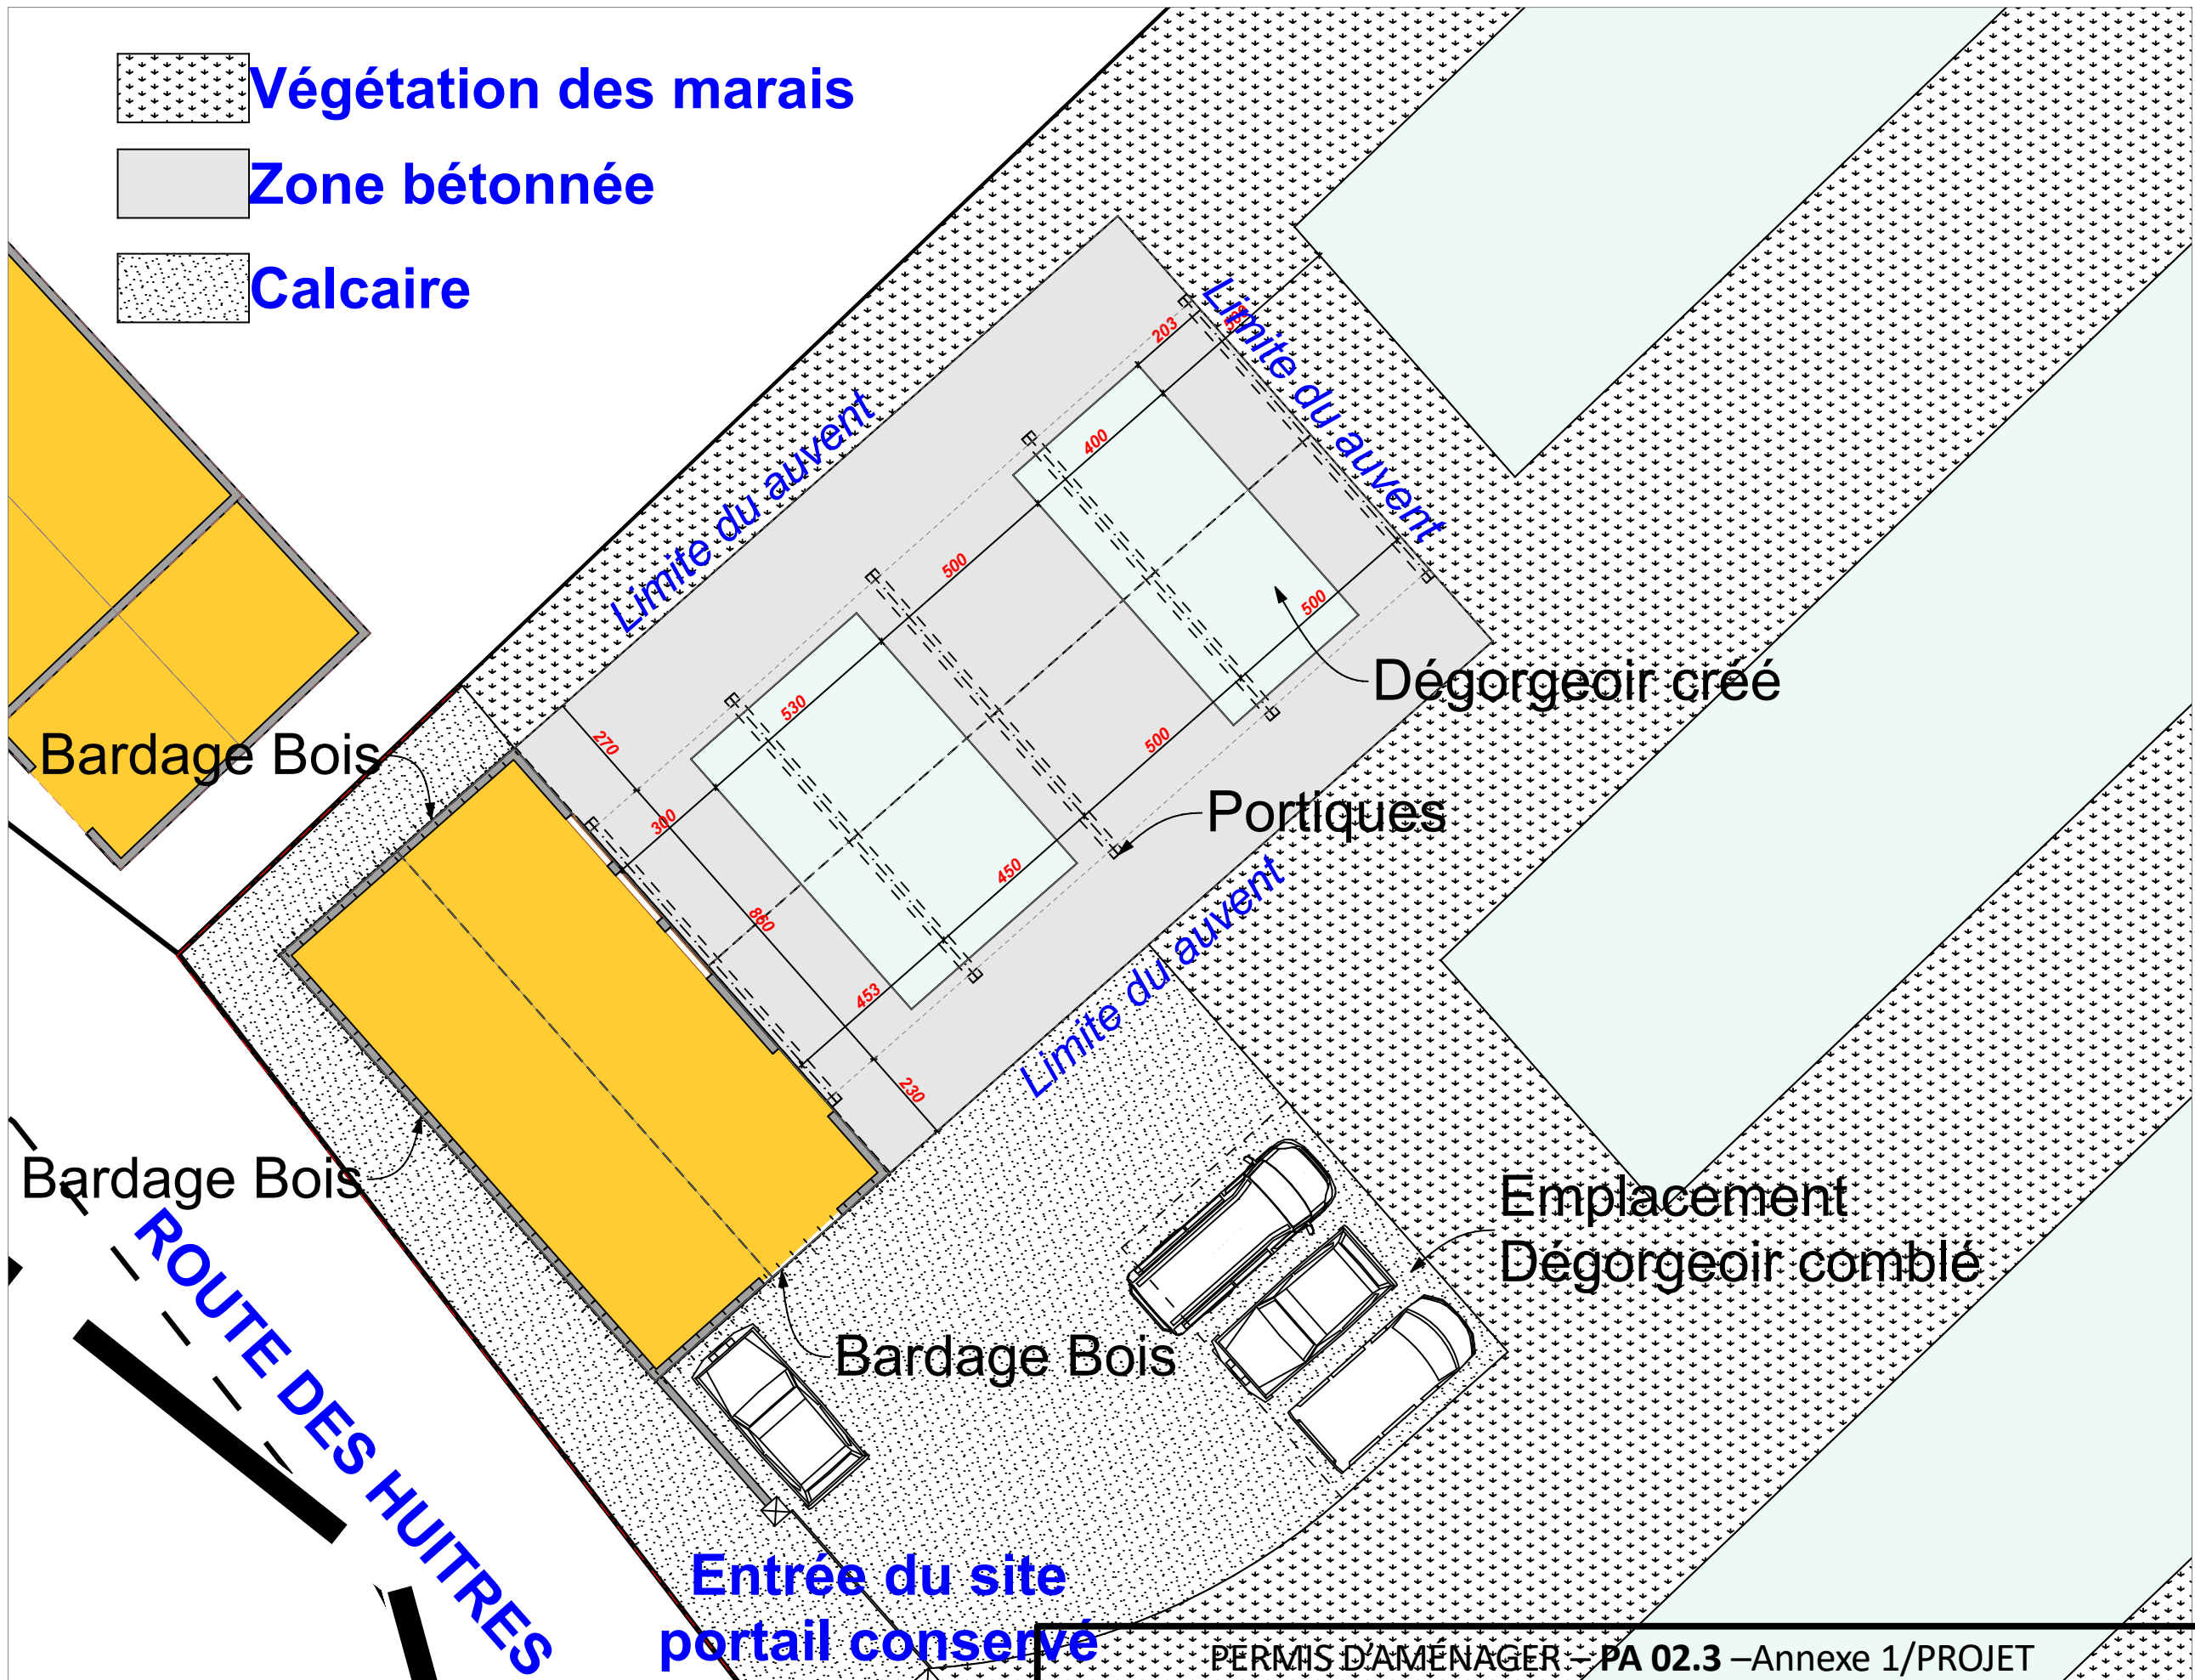 Végétation des marais
Zone bétonnée
Calcaire
Limite du auvent
Limite du auvent
203
400
500
500
530
500
270
300
450
860
453
230
Dégorgeoir créé
Bardage Bois
Portiques
Limite du auvent
Bardage Bois
Emplacement
Dégorgeoir comblé
Bardage Bois
ROUTE DES HUITRES
Entrée du site
portail conservé
PERMIS D'AMÉNAGER – PA 02.3 –Annexe 1/PROJET